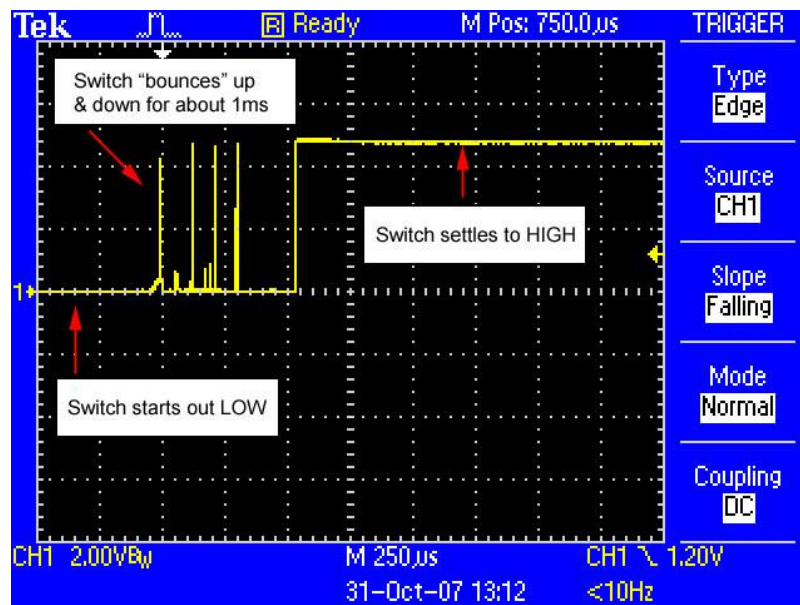 Tek R Ready M Pos: 750.0µs TRIGGER
Switch “bounces” up
& down for about 1ms
Type
Edge
Source
CH1
Switch settles to HIGH
Slope
Falling
1
Switch starts out LOW
Mode
Normal
Coupling
DC
CH1 2.00VBW M 250µs CH1 1.20V
31-Oct-07 13:12 <10Hz